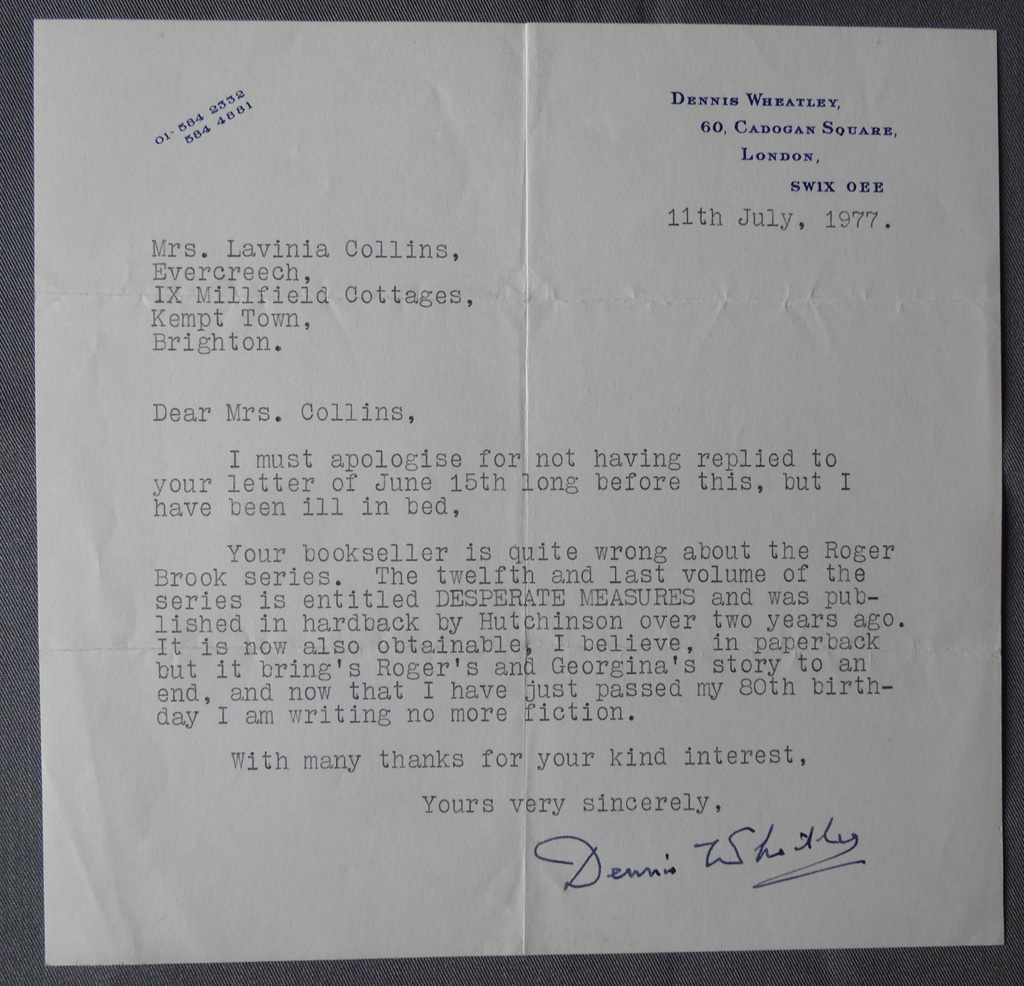 01-584 2332
584 4881
DENNIS WHEATLEY,
60, CADOGAN SQUARE,
LONDON,
SW1X OEE
11th July, 1977.
Mrs. Lavinia Collins,
Evercreech,
IX Millfield Cottages,
Kempt Town,
Brighton.
Dear Mrs. Collins,
I must apologise for not having replied to
your letter of June 15th long before this, but I
have been ill in bed,
Your bookseller is quite wrong about the Roger
Brook series. The twelfth and last volume of the
series is entitled DESPERATE MEASURES and was pub-
lished in hardback by Hutchinson over two years ago.
It is now also obtainable, I believe, in paperback
but it bring's Roger's and Georgina's story to an
end, and now that I have just passed my 80th birth-
day I am writing no more fiction.
With many thanks for your kind interest,
Yours very sincerely,
Dennis Wheatley